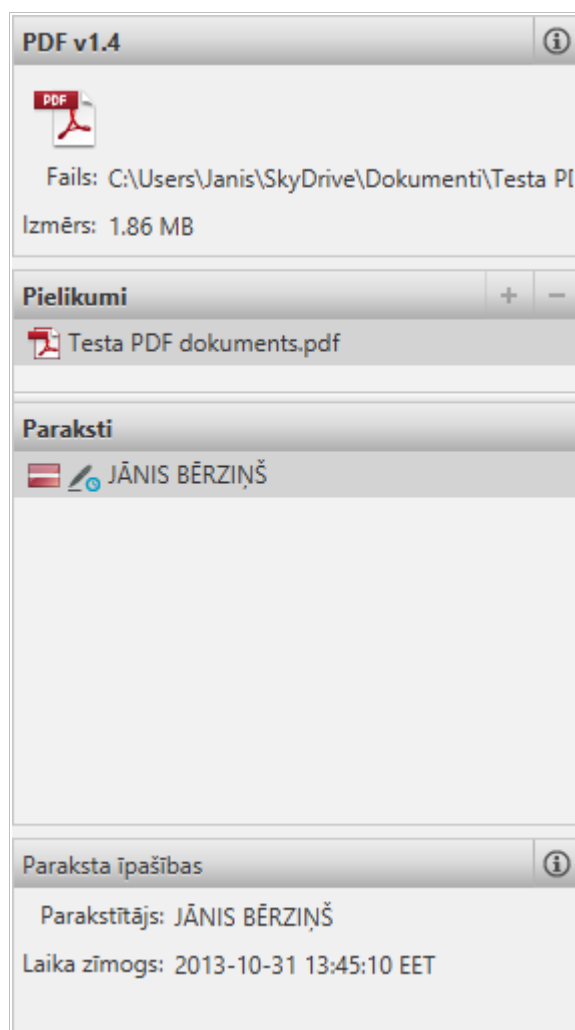 PDF v1.4
PDF
Fails: C:\Users\Janis\SkyDrive\Dokumenti\Testa
Izmērs: 1.86 MB
Pielikumi
Testa PDF dokuments.pdf
Paraksti
JĀNIS BĒRZIŅŠ
Paraksta īpašības
Parakstītājs: JĀNIS BĒRZIŅŠ
Laika zīmogs: 2013-10-31 13:45:10 EET